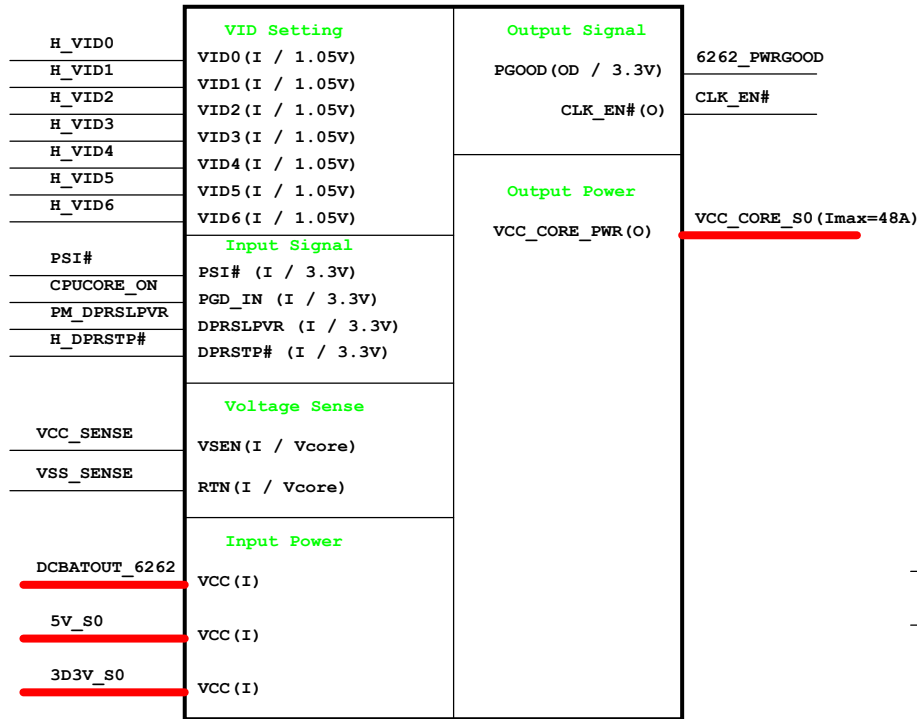 VID Setting
H_VID0
VID0(I / 1.05V)
H_VID1
VID1(I / 1.05V)
H_VID2
VID2(I / 1.05V)
H_VID3
VID3(I / 1.05V)
H_VID4
VID4(I / 1.05V)
H_VID5
VID5(I / 1.05V)
H_VID6
VID6(I / 1.05V)
Input Signal
PSI#
PSI# (I / 3.3V)
CPUCORE_ON
PGD_IN (I / 3.3V)
PM_DPRSLPVR
DPRSLPVR (I / 3.3V)
H_DPRSTP#
DPRSTP# (I / 3.3V)
Voltage Sense
VCC_SENSE
VSEN(I / Vcore)
VSS_SENSE
RTN(I / Vcore)
Input Power
DCBATOUT_6262
VCC(I)
5V_S0
VCC(I)
3D3V_S0
VCC(I)
Output Signal
PGOOD(OD / 3.3V)
6262_PWRGOOD
CLK_EN#(O)
CLK_EN#
Output Power
VCC_CORE_PWR(O)
VCC_CORE_S0(Imax=48A)